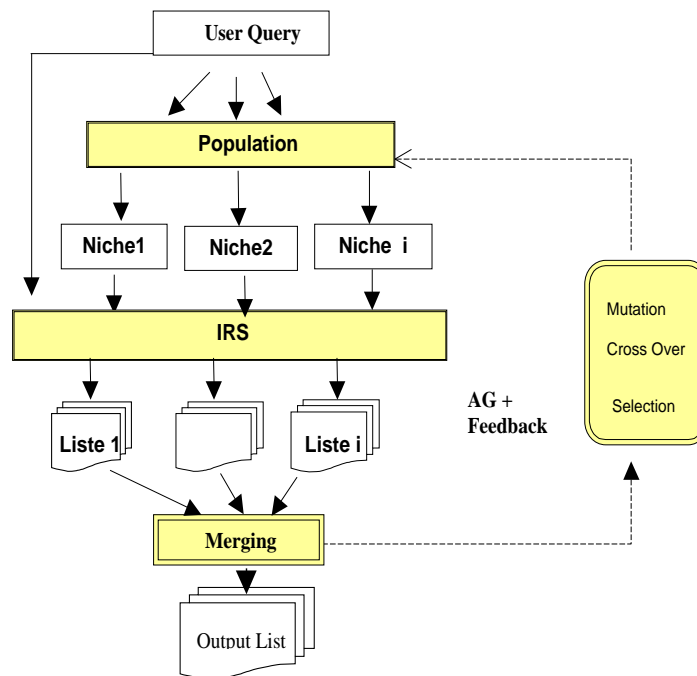 User Query
Population
Niche1
Niche2
Niche i
IRS
Mutation
Cross Over
Selection
AG +
Feedback
Liste 1
Liste i
Merging
Output List